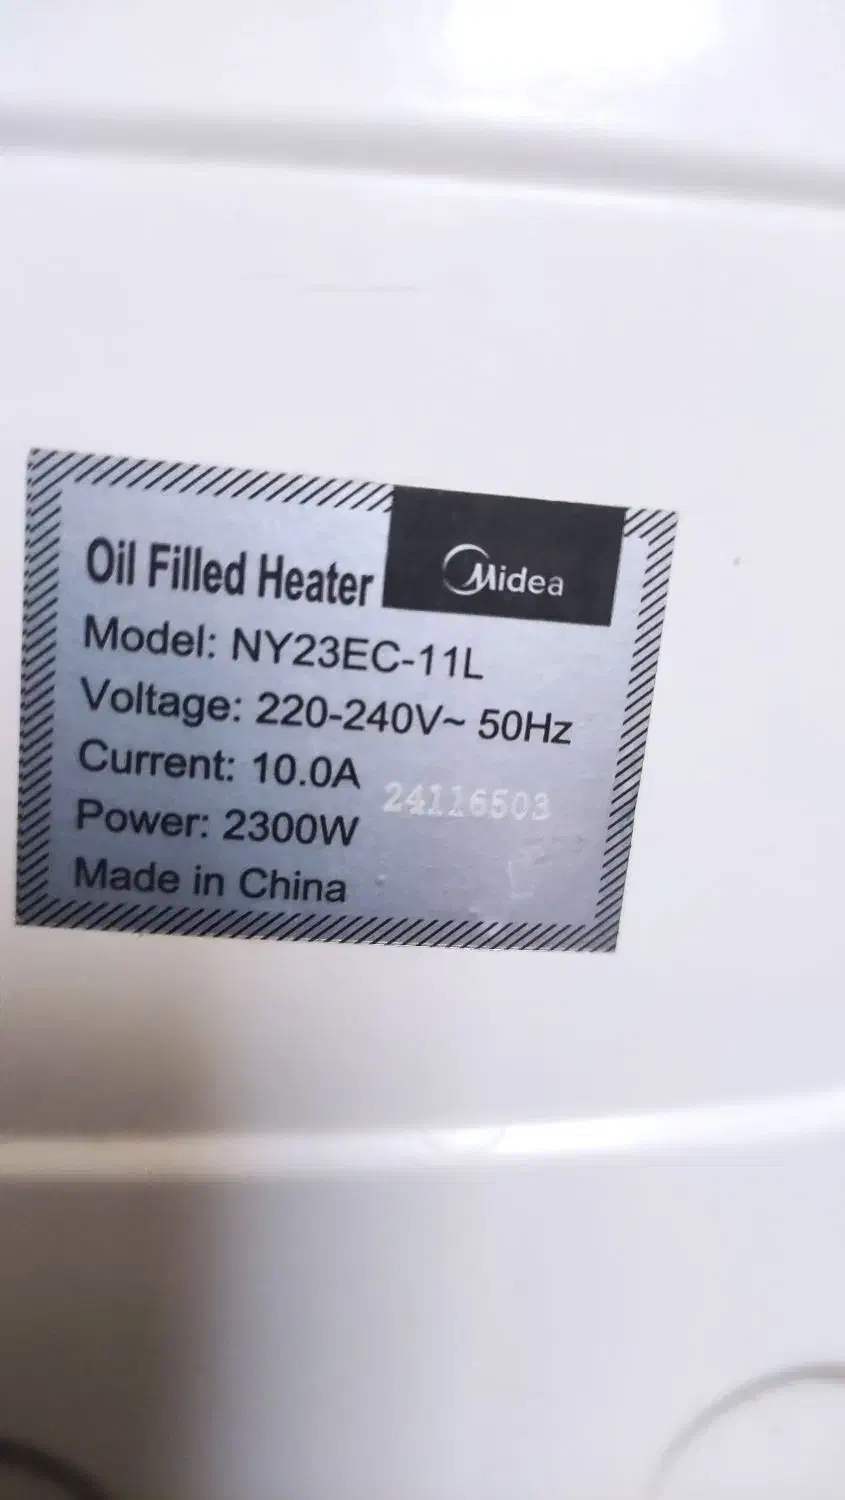 Oil Filled Heater
Midea
Model: NY23EC-11L
Voltage: 220-240V~ 50Hz
Current: 10.0A
24116503
Power: 2300W
Made in China